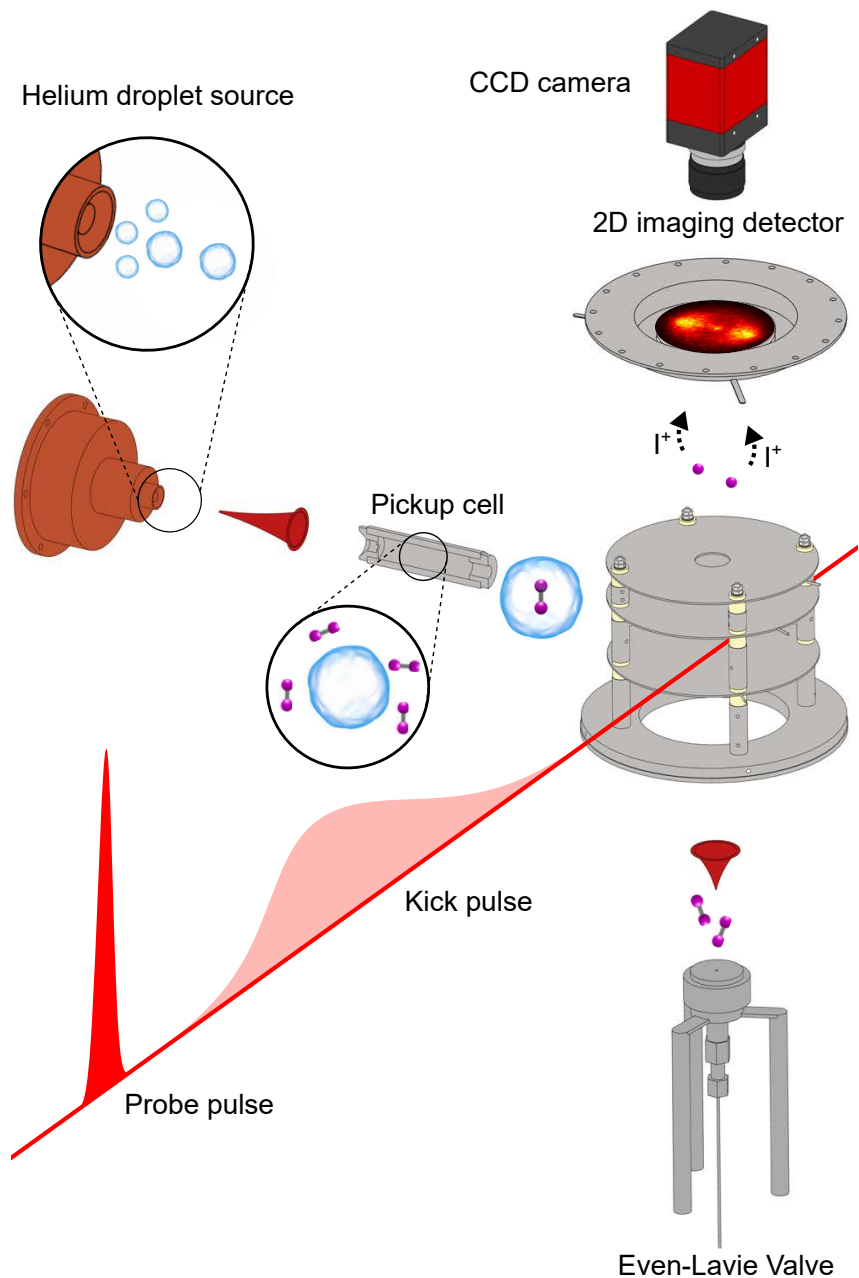 CCD camera
Helium droplet source
2D imaging detector
I⁺
I⁺
Pickup cell
Kick pulse
Probe pulse
Even-Lavie Valve